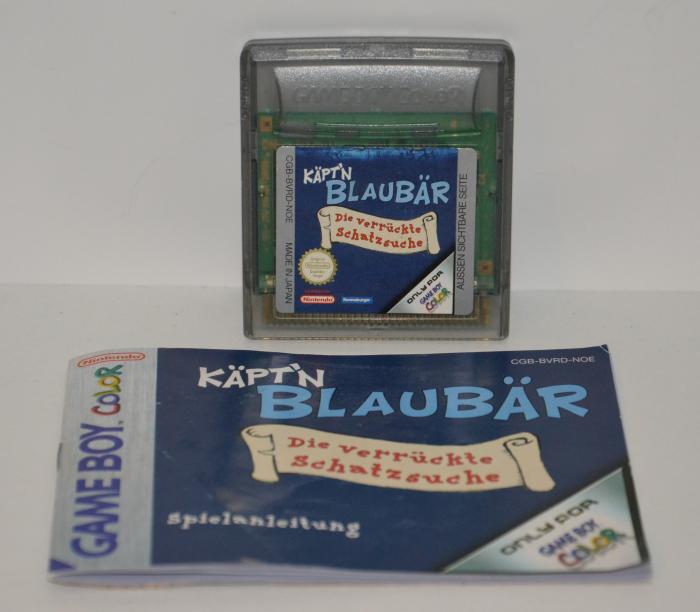 GAME BOY COLOR
CGB-BVRD-NOE
MADE IN JAPAN
KÄPT'N
BLAUBÄR
Die verrückte
Schatzsuche
Original
Nintendo
Nintendo
Ravensburger
ONLY FOR
GAME BOY
COLOR
AUSSEN SICHTBARE SEITE
Nintendo
GAME BOY COLOR
CGB-BVRD-NOE
KÄPT'N
BLAUBÄR
Die verrückte
Schatzsuche
Spielanleitung
ONLY FOR
GAME BOY
COLOR